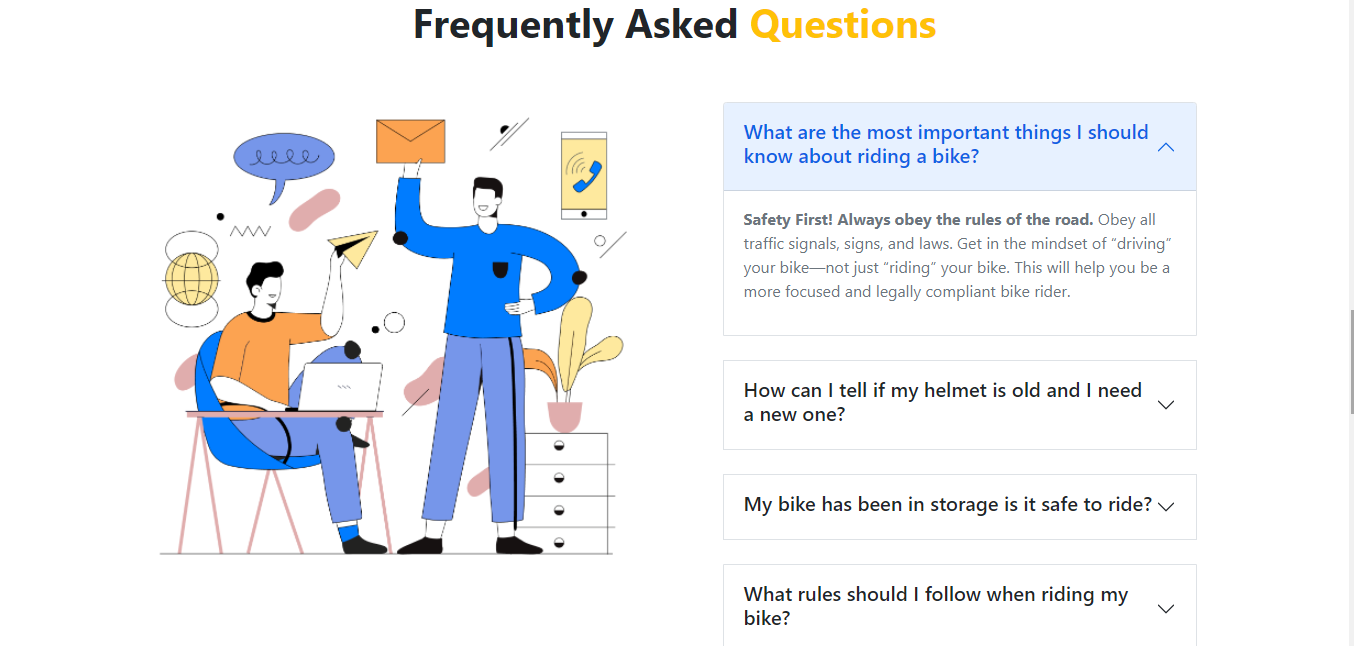 Frequently Asked Questions
What are the most important things I should
know about riding a bike?
Safety First! Always obey the rules of the road. Obey all
traffic signals, signs, and laws. Get in the mindset of “driving”
your bike—not just “riding” your bike. This will help you be a
more focused and legally compliant bike rider.
How can I tell if my helmet is old and I need
a new one?
My bike has been in storage is it safe to ride?
What rules should I follow when riding my
bike?